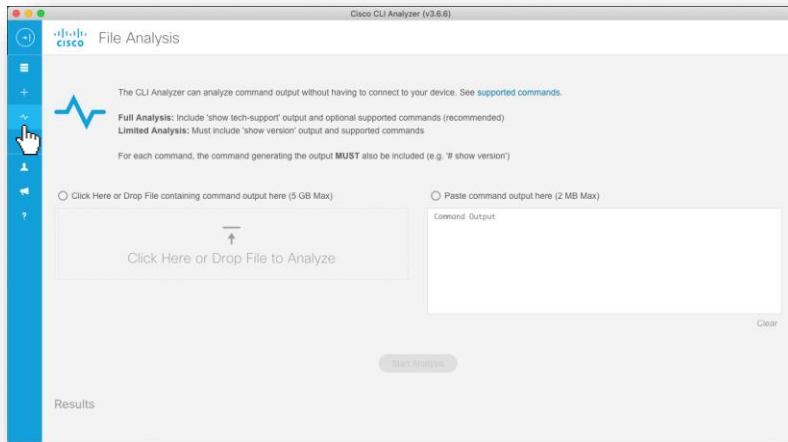 Cisco CLI Analyzer (v3.6.6)
CISCO File Analysis
The CLI Analyzer can analyze command output without having to connect to your device. See supported commands.
Full Analysis: Include 'show tech-support' output and optional supported commands (recommended)
Limited Analysis: Must include 'show version' output and supported commands
For each command, the command generating the output MUST also be included (e.g. '# show version')
Click Here or Drop File containing command output here (5 GB Max)
Paste command output here (2 MB Max)
Command Output
Click Here or Drop File to Analyze
Clear
Start Analysis
Results